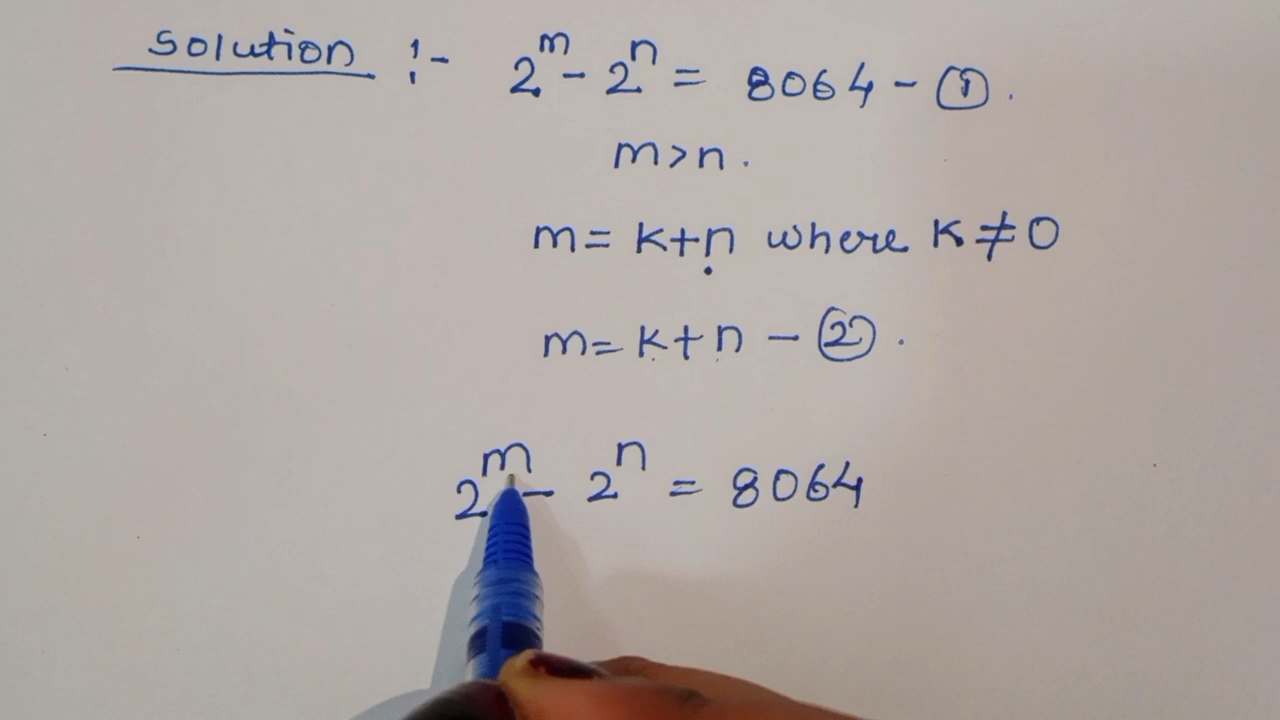 Solution :- 2^m - 2^n = 8064 - ①.
m>n.
m= k+n where k≠0
m=k+n - ②.
2^m - 2^n = 8064